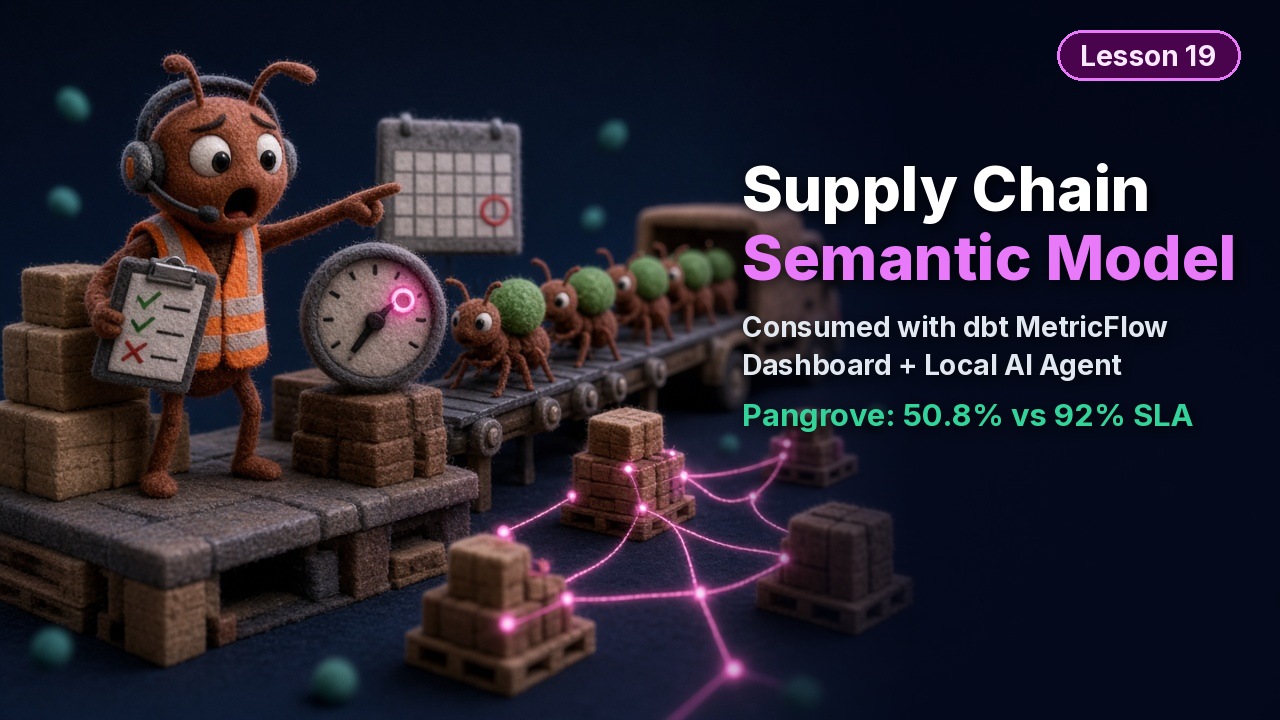 Lesson 19
Supply Chain
Semantic Model
Consumed with dbt MetricFlow
Dashboard + Local AI Agent
Pangrove: 50.8% vs 92% SLA